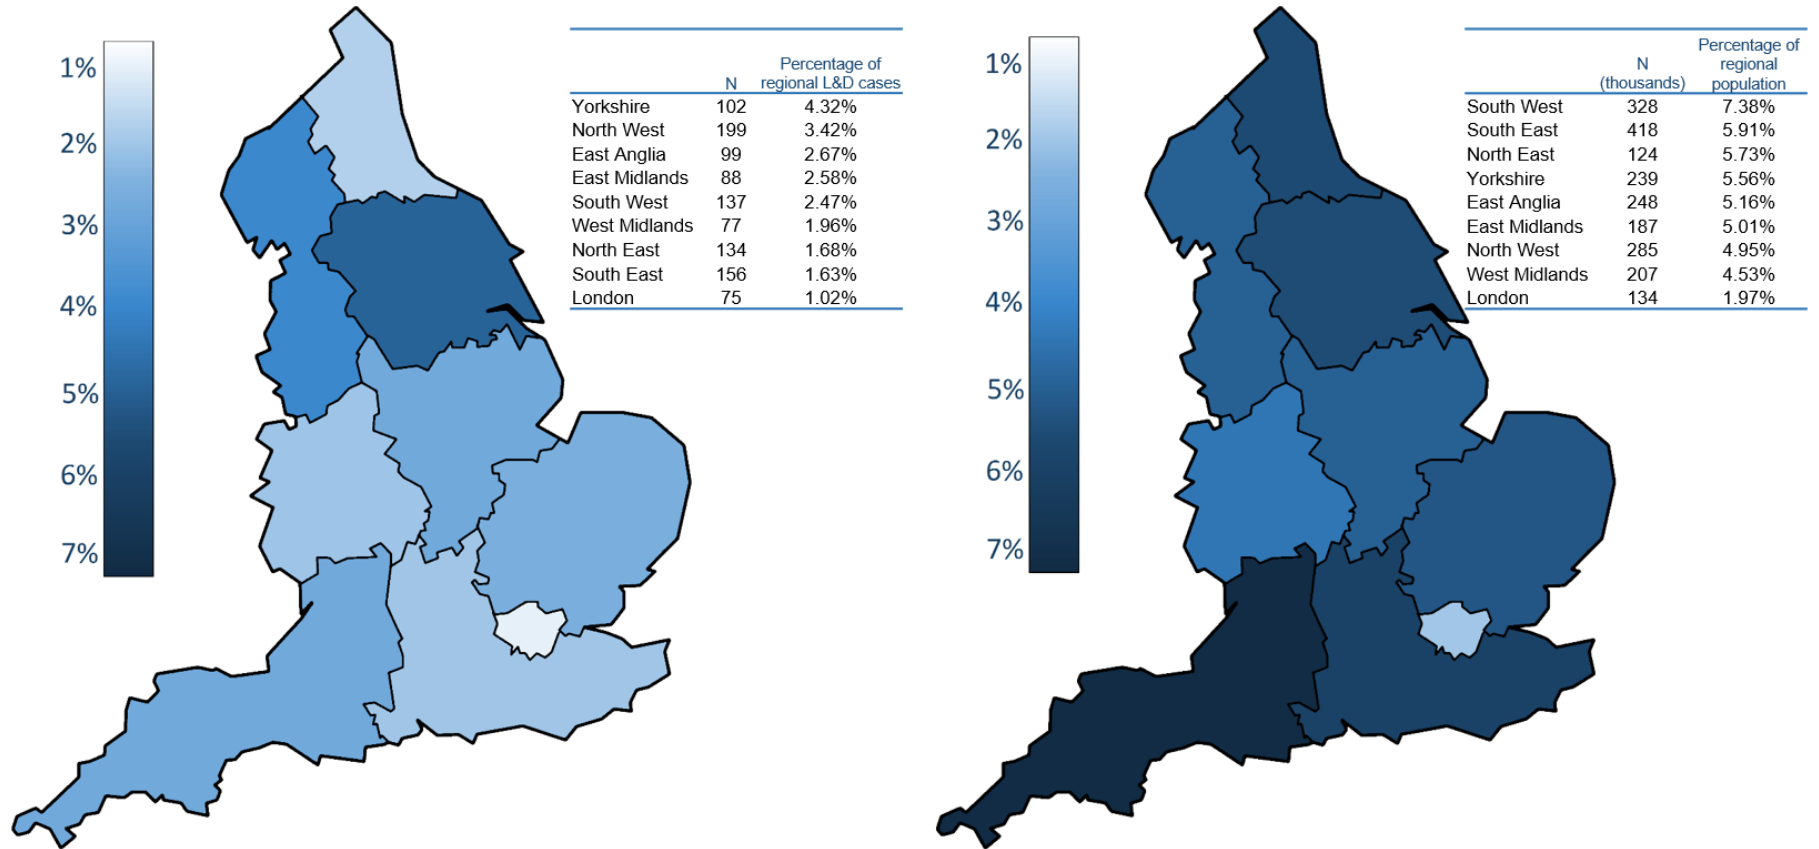 1%
2%
3%
4%
5%
6%
7%
Percentage of
N regional L&D cases
Yorkshire 102 4.32%
North West 199 3.42%
East Anglia 99 2.67%
East Midlands 88 2.58%
South West 137 2.47%
West Midlands 77 1.96%
North East 134 1.68%
South East 156 1.63%
London 75 1.02%
1%
2%
3%
4%
5%
6%
7%
Percentage of
N regional
(thousands) population
South West 328 7.38%
South East 418 5.91%
North East 124 5.73%
Yorkshire 239 5.56%
East Anglia 248 5.16%
East Midlands 187 5.01%
North West 285 4.95%
West Midlands 207 4.53%
London 134 1.97%